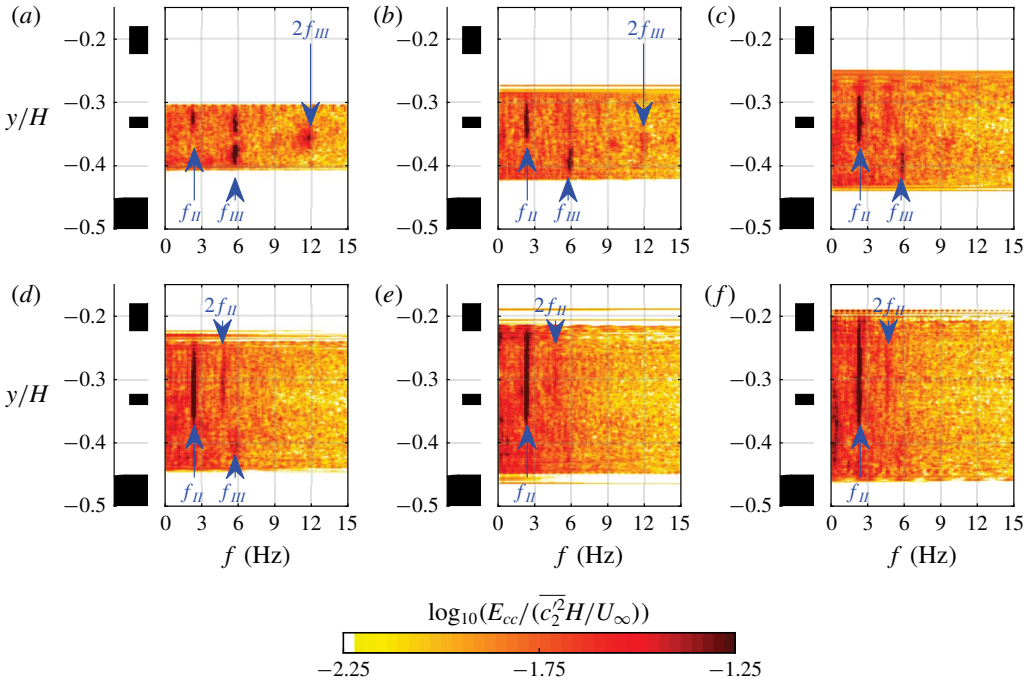 (a) (b) (c)
2f_III 2f_III
−0.2 −0.2 −0.2
−0.3 −0.3 −0.3
y/H
−0.4 −0.4 −0.4
f_II f_III f_II f_III f_II f_III
−0.5 −0.5 −0.5
0 3 6 9 12 15 0 3 6 9 12 15 0 3 6 9 12 15
(d) (e) (f)
2f_II 2f_II 2f_II
−0.2 −0.2 −0.2
−0.3 −0.3 −0.3
y/H
−0.4 −0.4 −0.4
f_II f_III f_II f_II
−0.5 −0.5 −0.5
0 3 6 9 12 15 0 3 6 9 12 15 0 3 6 9 12 15
f (Hz) f (Hz) f (Hz)
log₁₀(E_cc/(\overline{c₂′²}H/U_∞))
−2.25 −1.75 −1.25